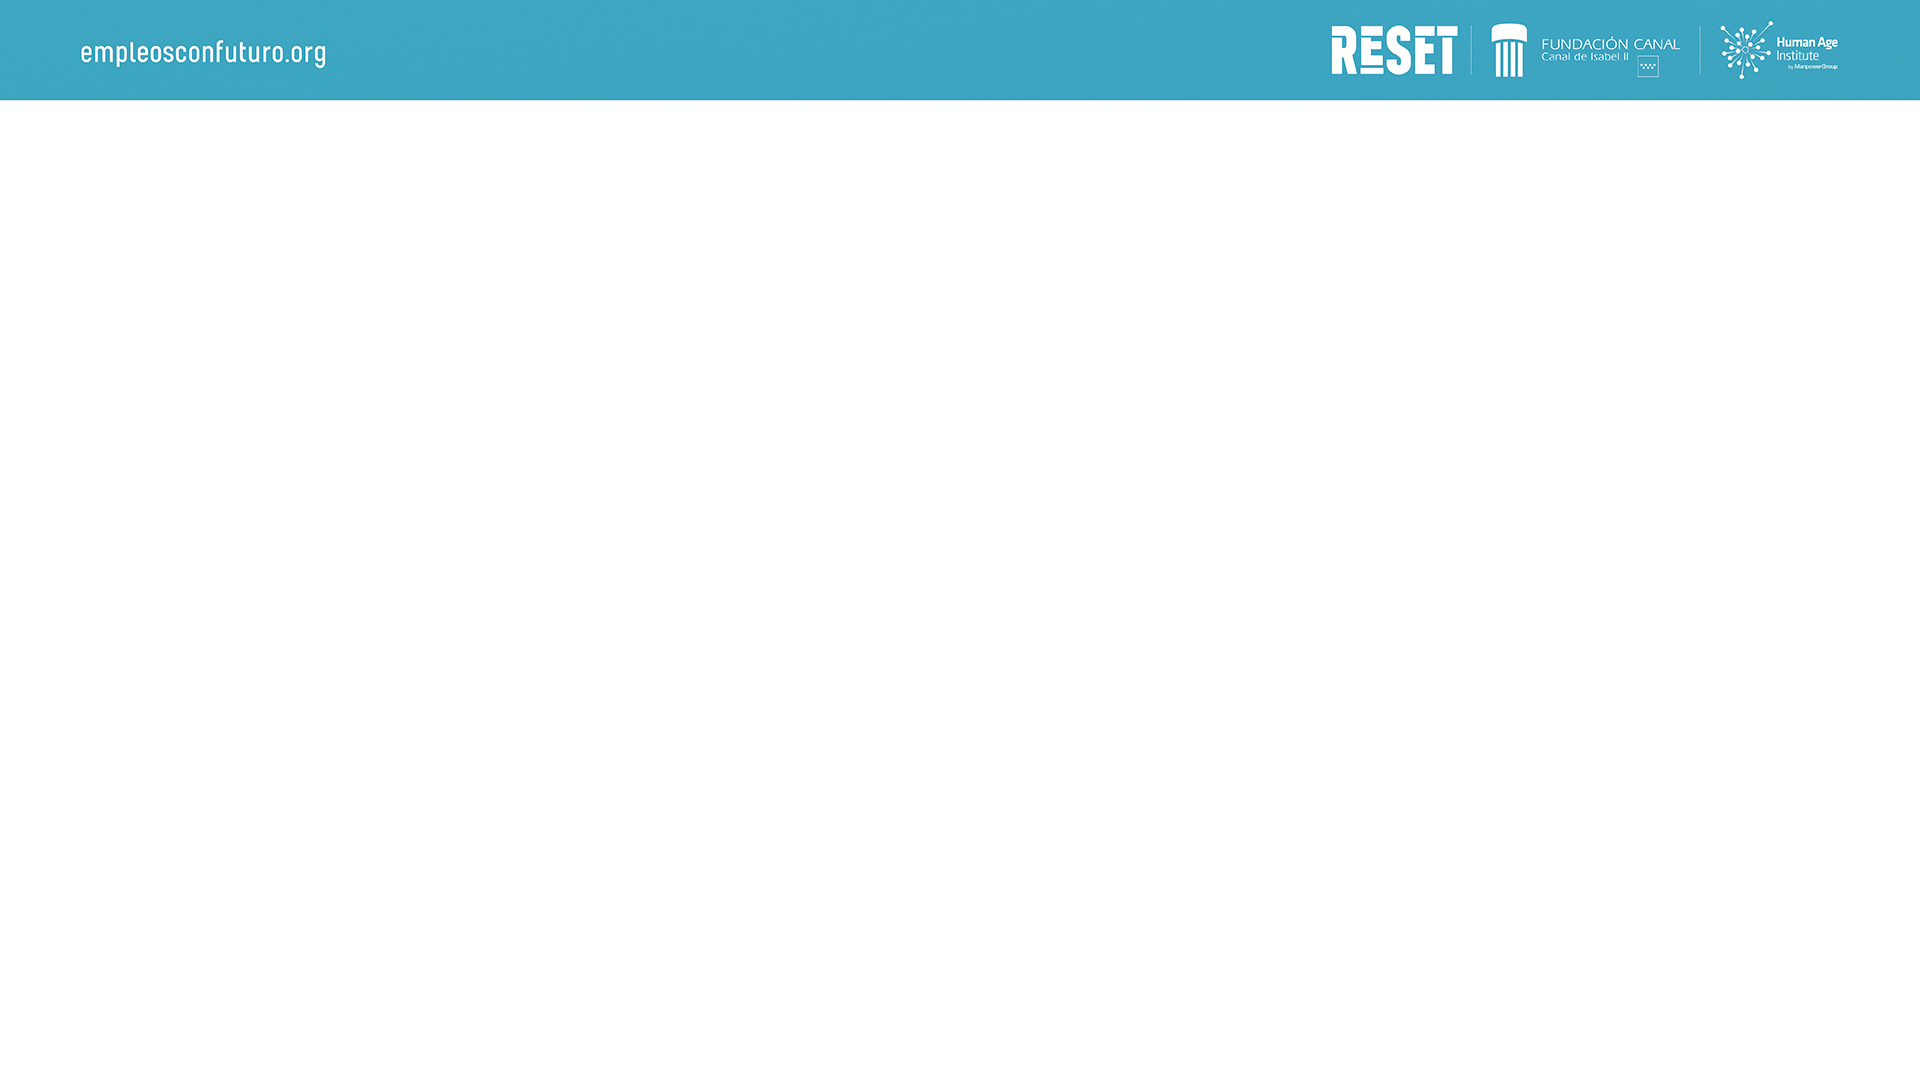 empleosconfuturo.org
RESET
FUNDACIÓN CANAL
Canal de Isabel II
Human Age
Institute
by ManpowerGroup